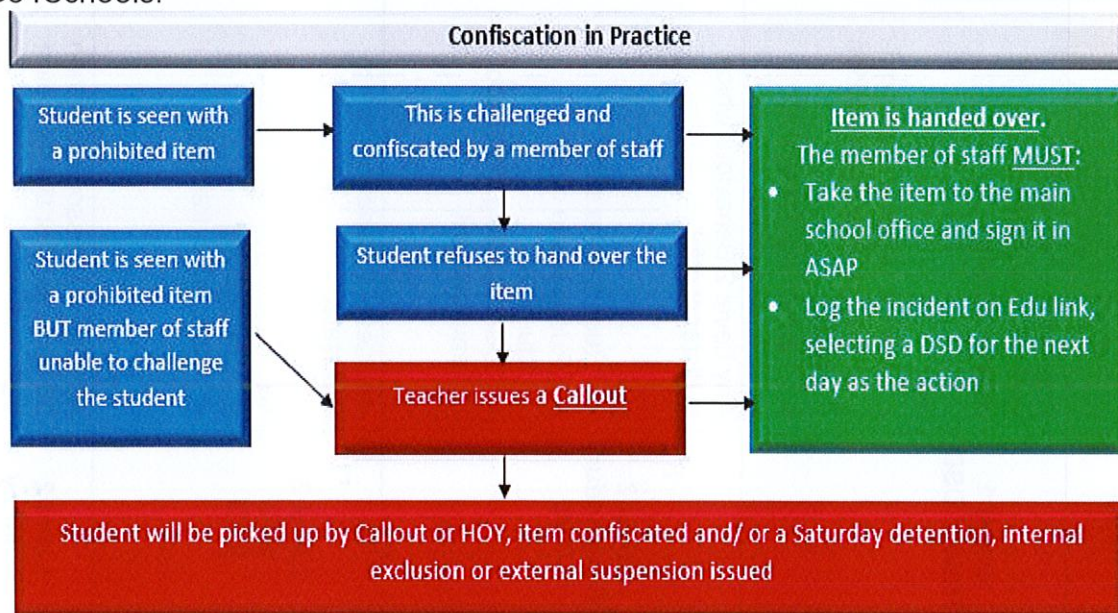 Confiscation in Practice
Student is seen with
a prohibited item
This is challenged and
confiscated by a member of staff
Item is handed over.
The member of staff MUST:
• Take the item to the main
school office and sign it in
ASAP
• Log the incident on Edu link,
selecting a DSD for the next
day as the action
Student refuses to hand over the
item
Student is seen with
a prohibited item
BUT member of staff
unable to challenge
the student
Teacher issues a Callout
Student will be picked up by Callout or HOY, item confiscated and/ or a Saturday detention, internal
exclusion or external suspension issued